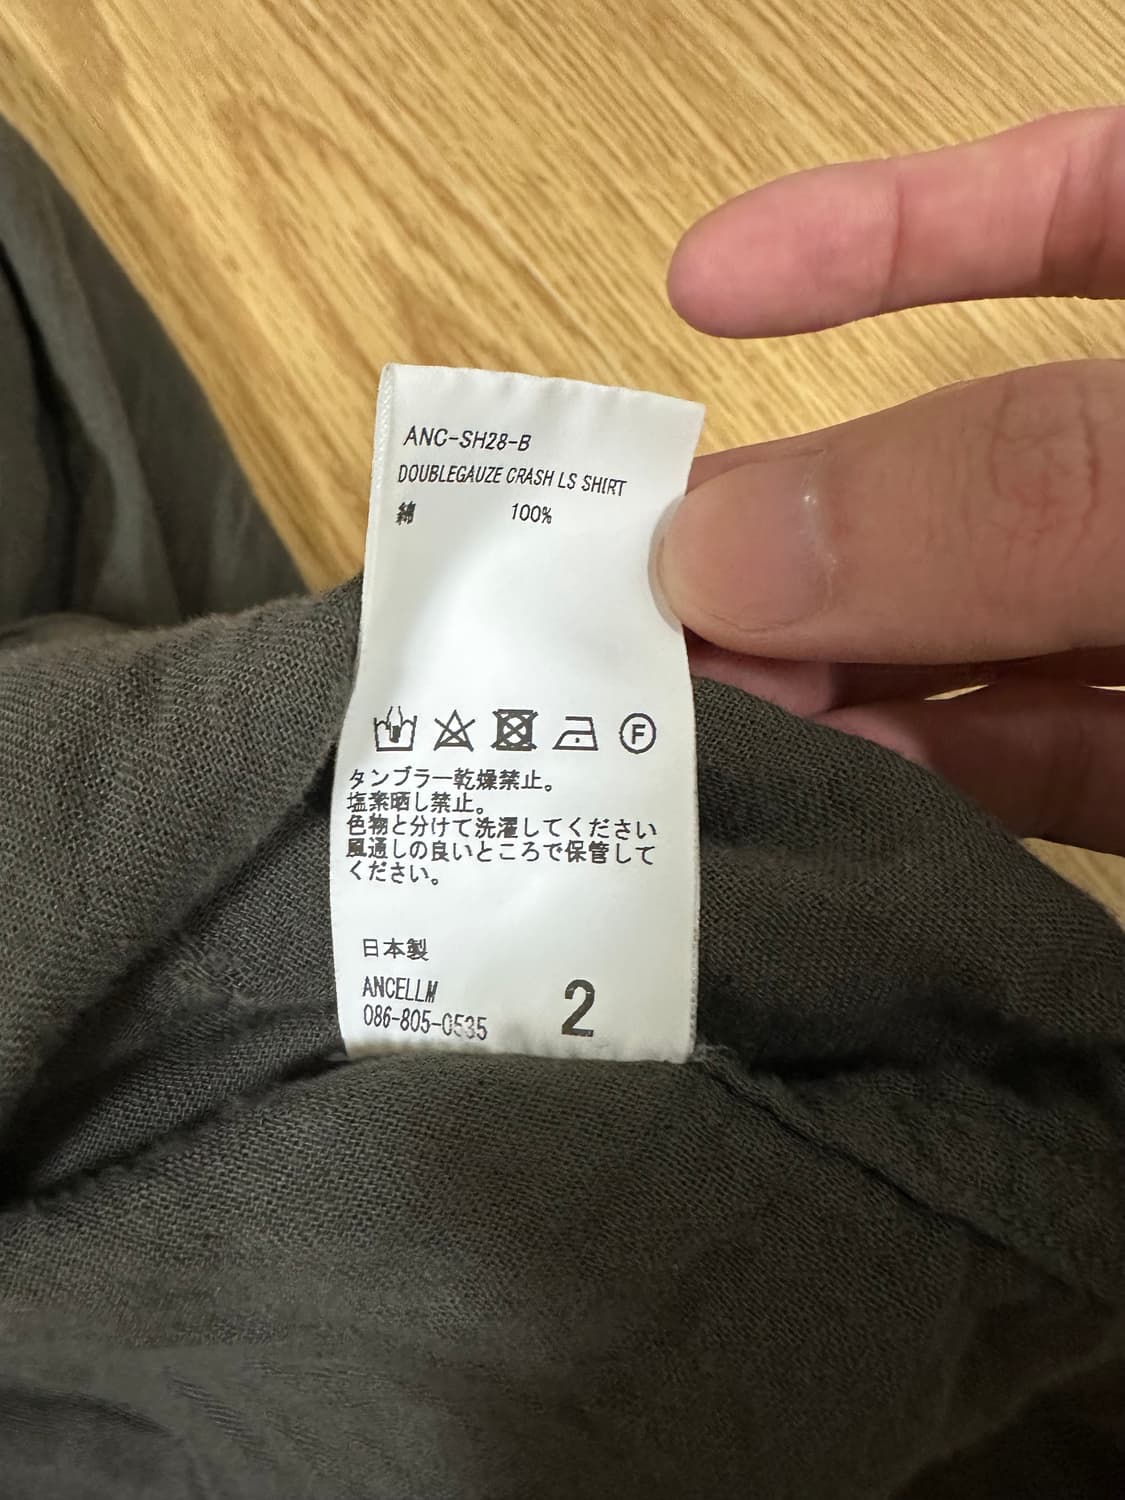 ANC-SH28-B
DOUBLEGAUZE CRASH LS SHIRT
綿 100%
F
タンブラー乾燥禁止。
塩素晒し禁止。
色物と分けて洗濯してください
風通しの良いところで保管して
ください。
日本製
ANCELLM
086-805-0535
2